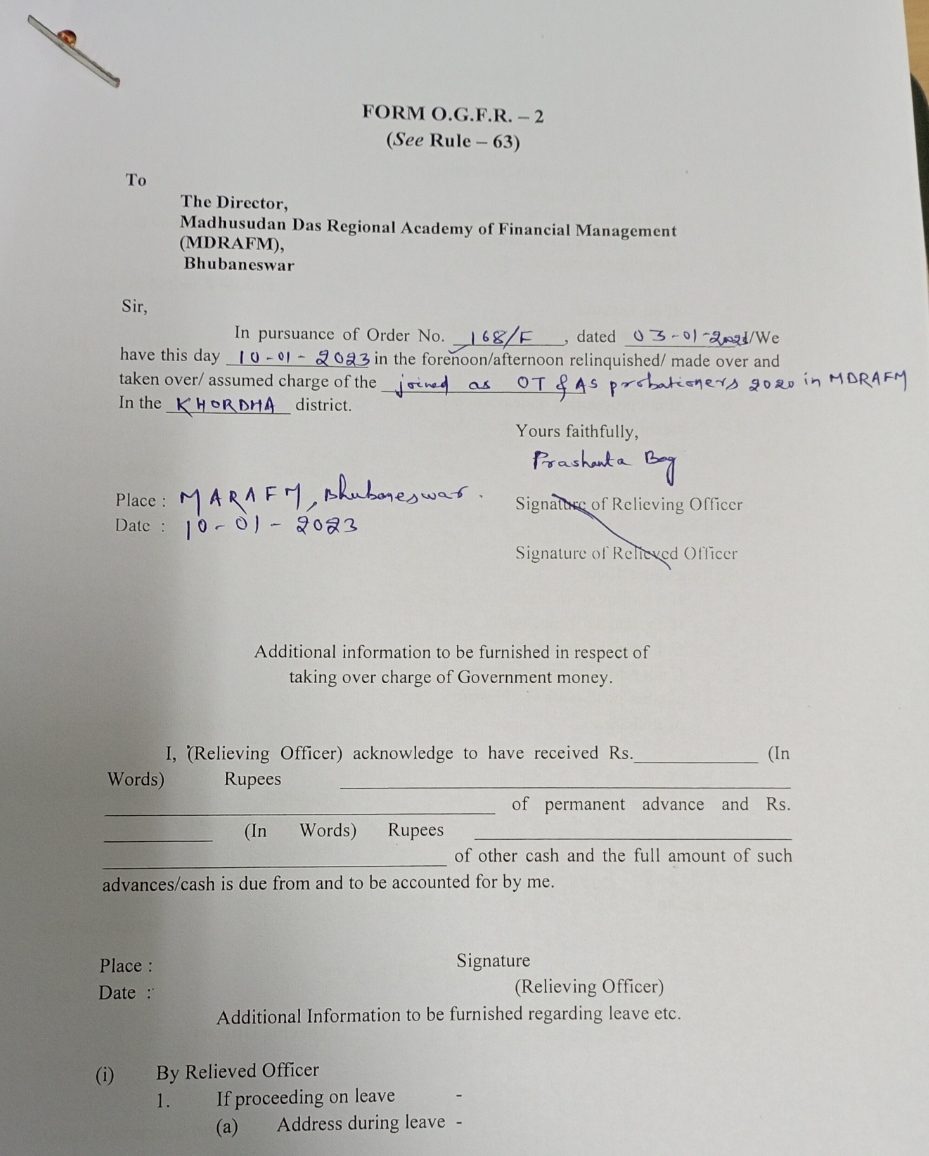 FORM O.G.F.R. – 2
(See Rule – 63)
To
The Director,
Madhusudan Das Regional Academy of Financial Management
(MDRAFM),
Bhubaneswar
Sir,
In pursuance of Order No. 168/F, dated 03-01-/We
have this day 10-01-2023 in the forenoon/afternoon relinquished/ made over and
taken over/ assumed charge of the joined as OT & AS probationers 2020 in MDRAFM
In the KHORDHA district.
Yours faithfully,
Prashanta Bag
Place : MARAFM, Bhubaneswar.
Signature of Relieving Officer
Date : 10-01-2023
Signature of Relieved Officer
Additional information to be furnished in respect of
taking over charge of Government money.
I, (Relieving Officer) acknowledge to have received Rs.____________ (In
Words) Rupees ____________
____________ of permanent advance and Rs.
____________ (In Words) Rupees ____________
____________ of other cash and the full amount of such
advances/cash is due from and to be accounted for by me.
Place :
Signature
Date :
(Relieving Officer)
Additional Information to be furnished regarding leave etc.
(i) By Relieved Officer
1. If proceeding on leave -
(a) Address during leave -